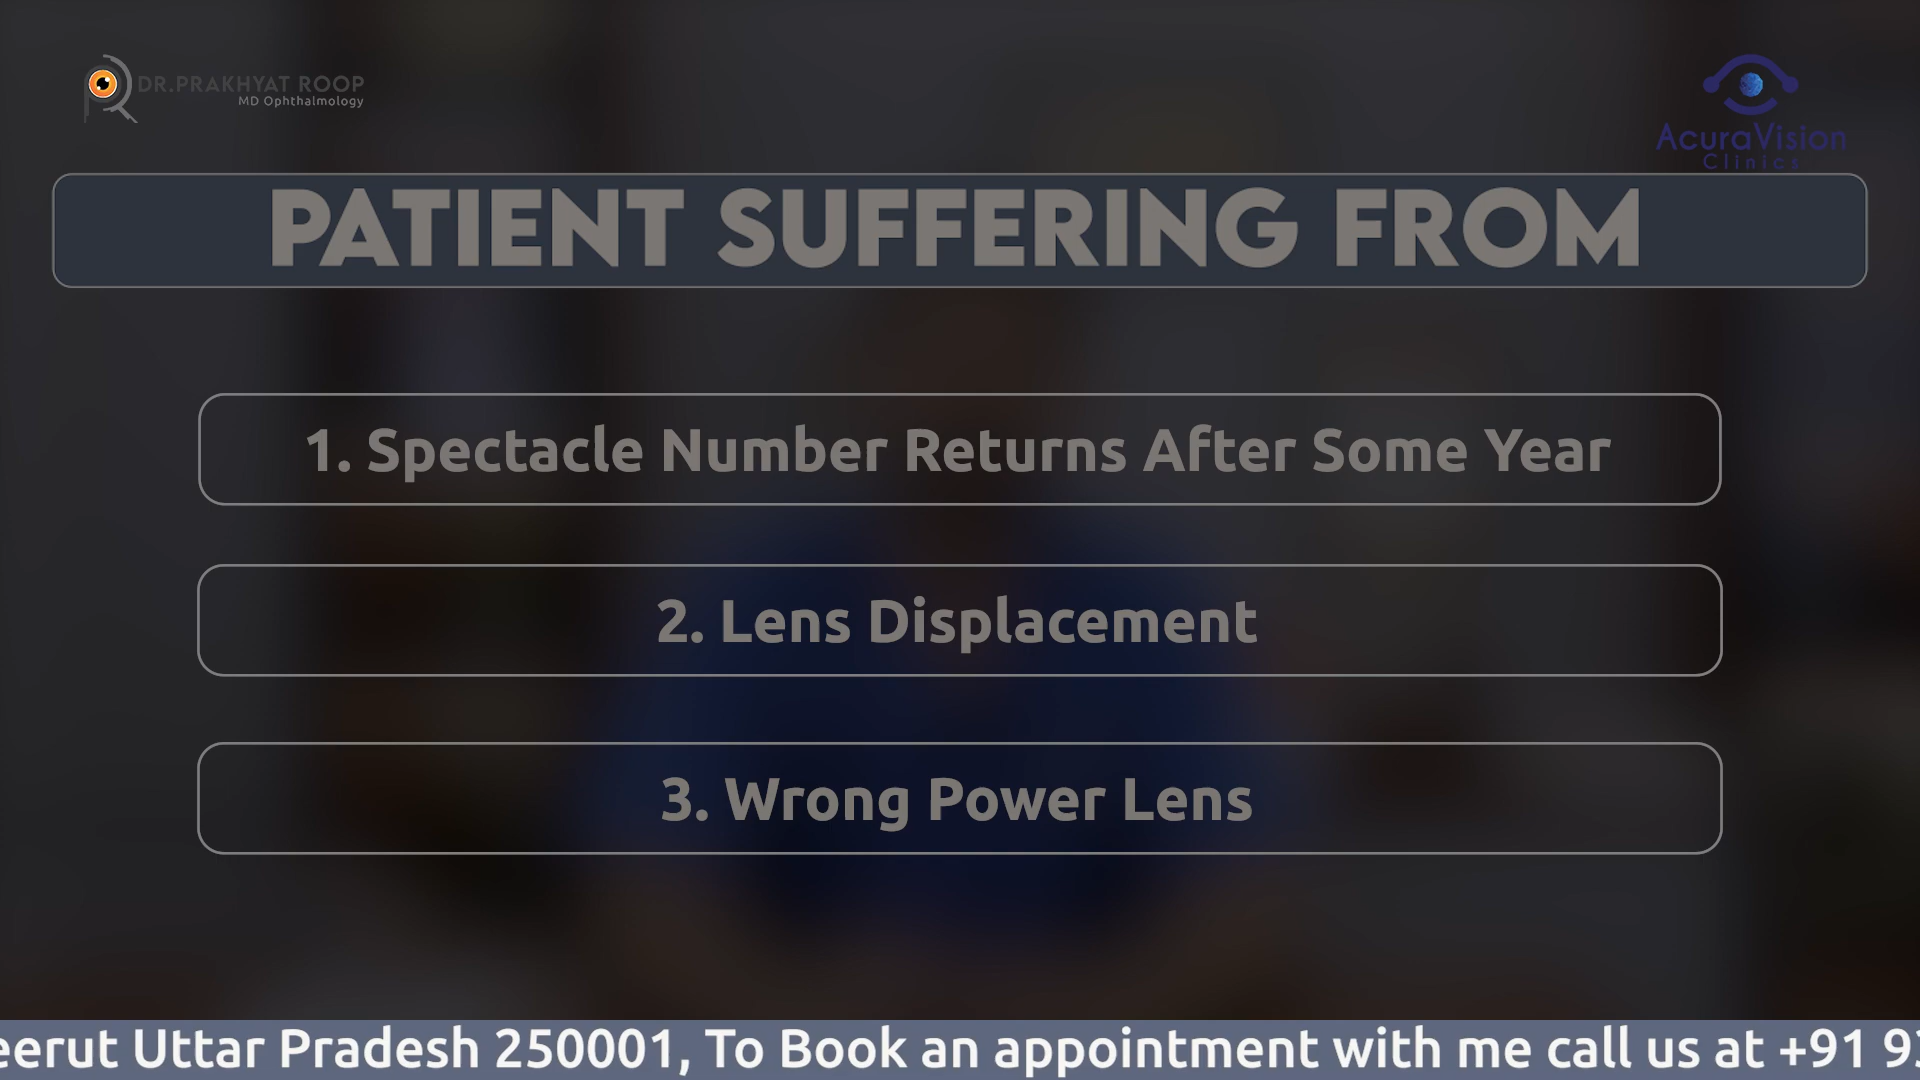 DR.PRAKHYAT ROOP
MD Ophthalmology
AcuraVision
Clinics
PATIENT SUFFERING FROM
1. Spectacle Number Returns After Some Year
2. Lens Displacement
3. Wrong Power Lens
Uttar Pradesh 250001, To Book an appointment with me call us at +91